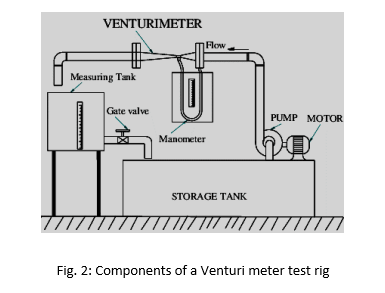 VENTURIMETER
Flow
Measuring Tank
Gate valve
Manometer
PUMP MOTOR
STORAGE TANK
Fig. 2: Components of a Venturi meter test rig